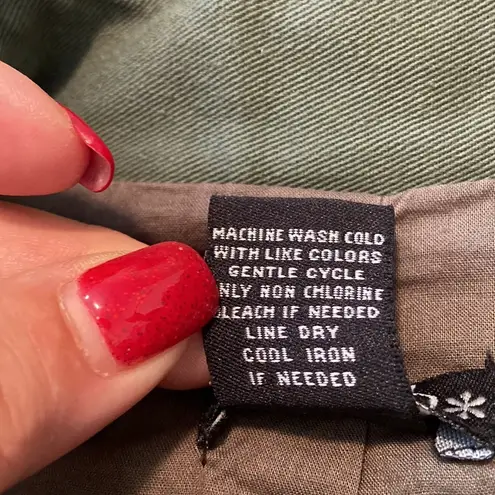 MACHINE WASH COLD
WITH LIKE COLORS
GENTLE CYCLE
NLY NON CHLORINE
LEACH IF NEEDED
LINE DRY
COOL IRON
IF NEEDED